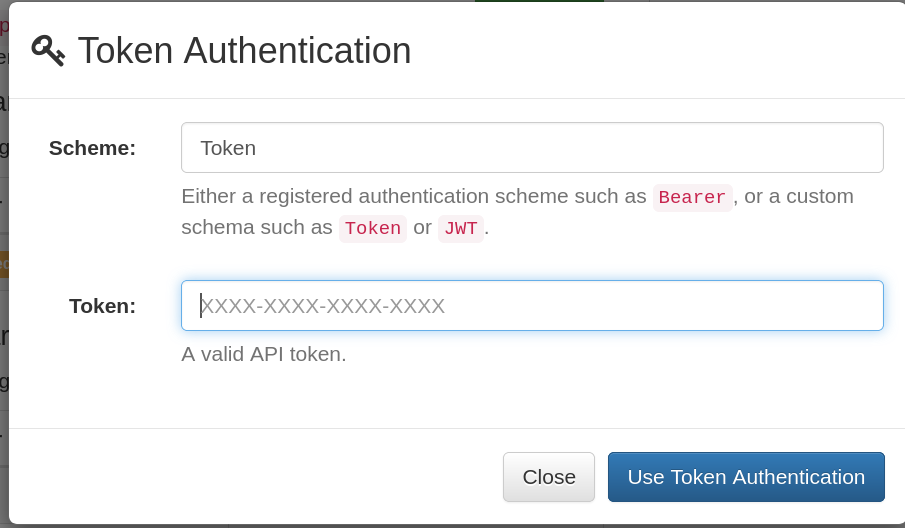 Token Authentication
Scheme:
Token
Either a registered authentication scheme such as Bearer, or a custom
schema such as Token or JWT.
Token:
XXXX-XXXX-XXXX-XXXX
A valid API token.
Close
Use Token Authentication